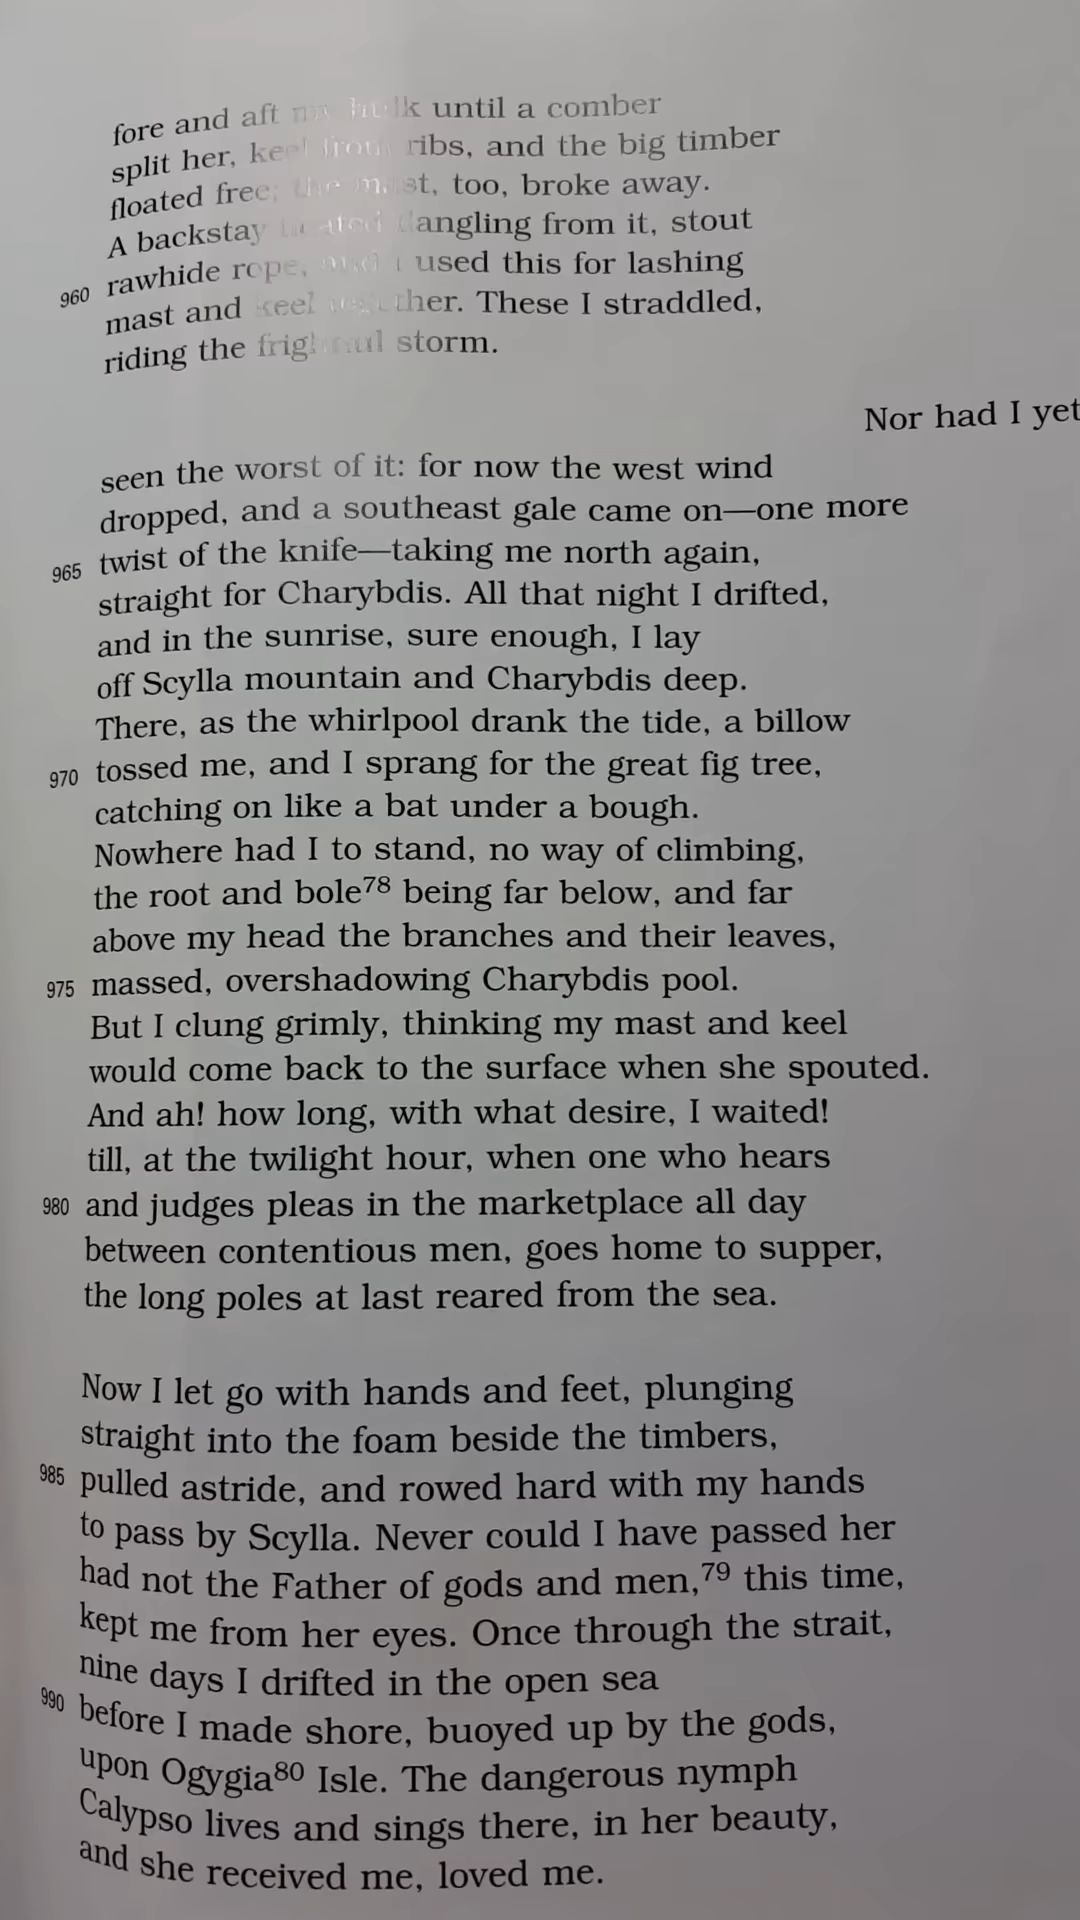 fore and aft my hulk until a comber
split her, keel from ribs, and the big timber
floated free; the mast, too, broke away.
A backstay floated dangling from it, stout
960 rawhide rope, and I used this for lashing
mast and keel together. These I straddled,
riding the frightful storm.
Nor had I yet
seen the worst of it: for now the west wind
dropped, and a southeast gale came on—one more
965 twist of the knife—taking me north again,
straight for Charybdis. All that night I drifted,
and in the sunrise, sure enough, I lay
off Scylla mountain and Charybdis deep.
There, as the whirlpool drank the tide, a billow
970 tossed me, and I sprang for the great fig tree,
catching on like a bat under a bough.
Nowhere had I to stand, no way of climbing,
the root and bole78 being far below, and far
above my head the branches and their leaves,
975 massed, overshadowing Charybdis pool.
But I clung grimly, thinking my mast and keel
would come back to the surface when she spouted.
And ah! how long, with what desire, I waited!
till, at the twilight hour, when one who hears
980 and judges pleas in the marketplace all day
between contentious men, goes home to supper,
the long poles at last reared from the sea.
Now I let go with hands and feet, plunging
straight into the foam beside the timbers,
985 pulled astride, and rowed hard with my hands
to pass by Scylla. Never could I have passed her
had not the Father of gods and men,79 this time,
kept me from her eyes. Once through the strait,
nine days I drifted in the open sea
990 before I made shore, buoyed up by the gods,
upon Ogygia80 Isle. The dangerous nymph
Calypso lives and sings there, in her beauty,
and she received me, loved me.